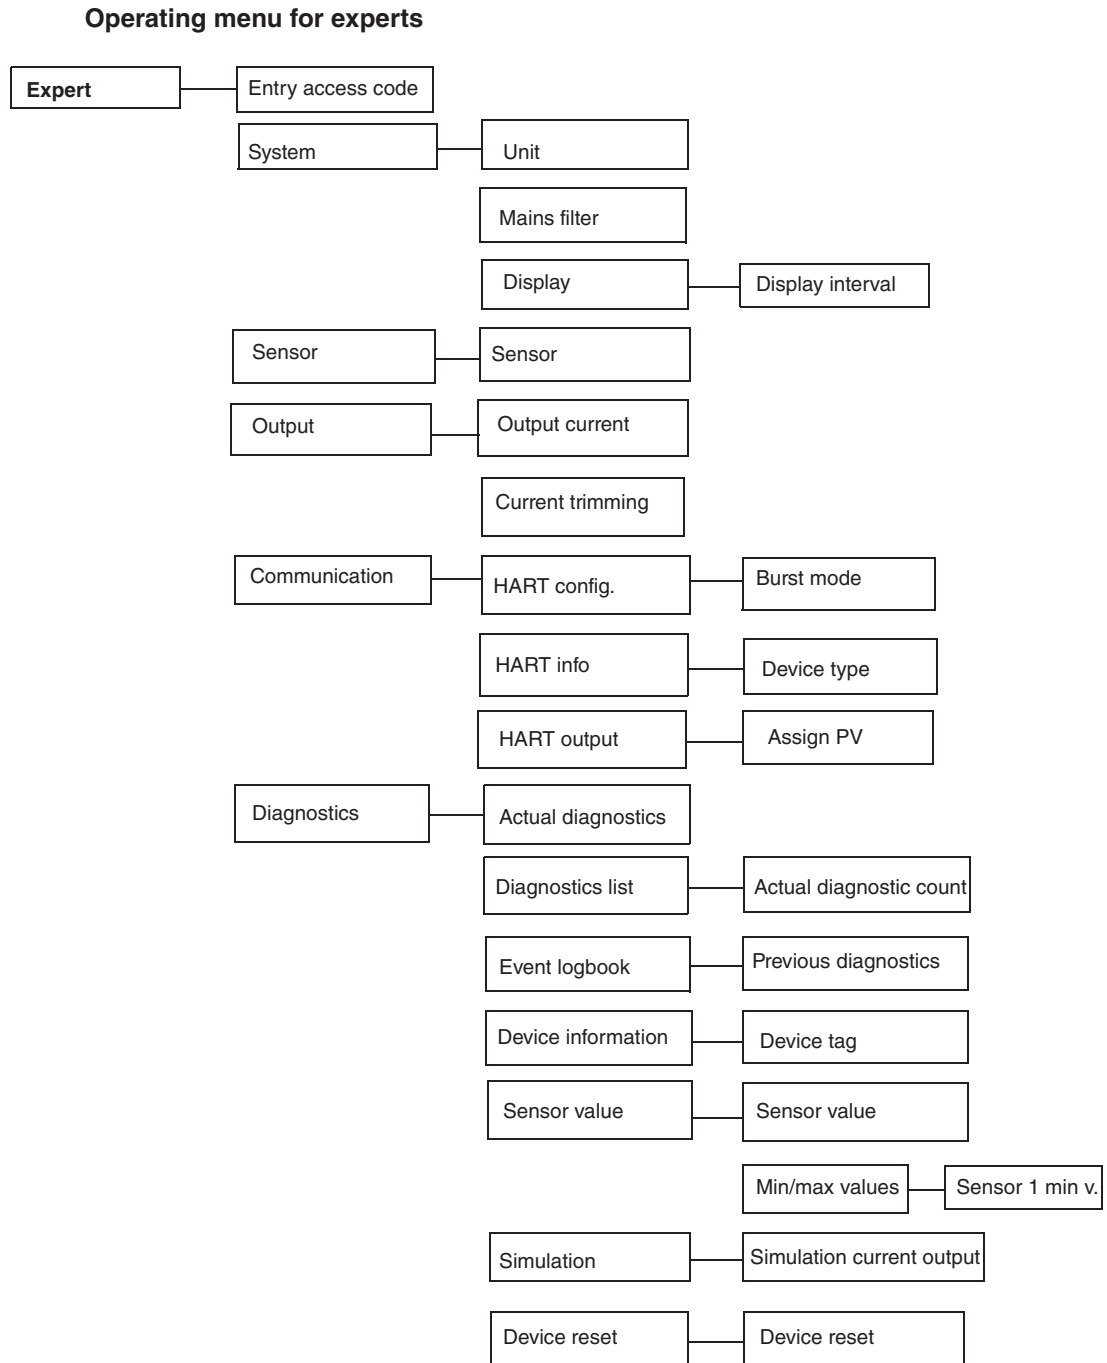 Operating menu for experts
Expert
Entry access code
System
Unit
Mains filter
Display
Display interval
Sensor
Sensor
Output
Output current
Current trimming
Communication
HART config.
Burst mode
HART info
Device type
HART output
Assign PV
Diagnostics
Actual diagnostics
Diagnostics list
Actual diagnostic count
Event logbook
Previous diagnostics
Device information
Device tag
Sensor value
Sensor value
Min/max values
Sensor 1 min v.
Simulation
Simulation current output
Device reset
Device reset